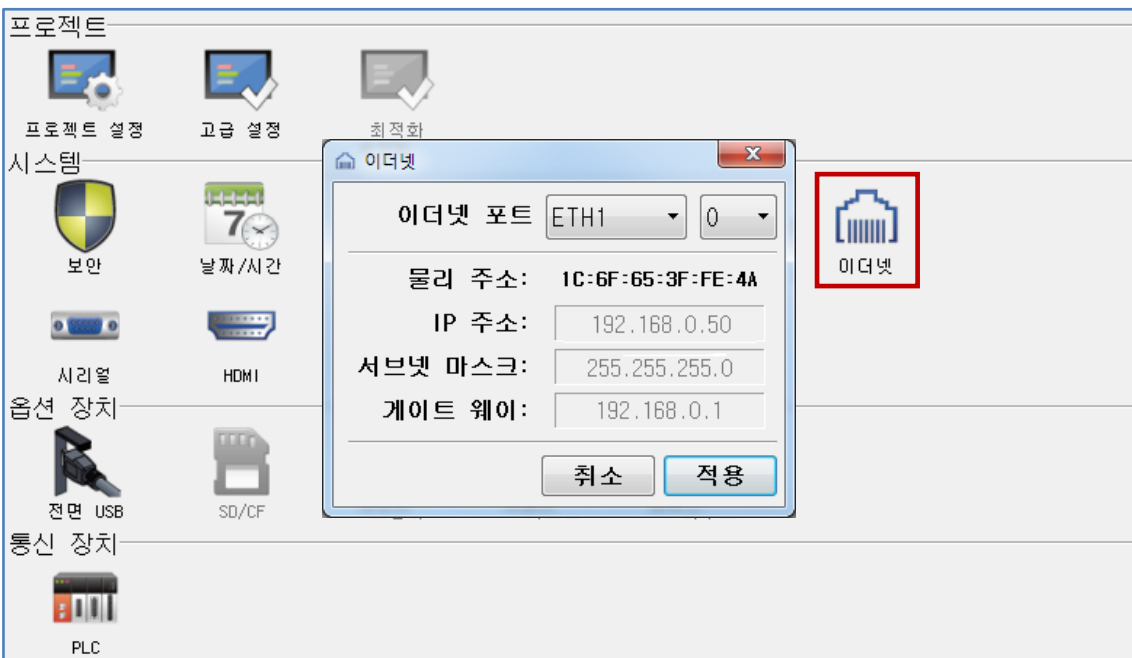 프로젝트
프로젝트 설정
고급 설정
최적화
시스템
보안
7
날짜/시간
이더넷
시리얼
HDMI
옵션 장치
전면 USB
SD/CF
통신 장치
PLC
이더넷
이더넷 포트 ETH1 0
물리 주소: 1C:6F:65:3F:FE:4A
IP 주소: 192.168.0.50
서브넷 마스크: 255.255.255.0
게이트 웨이: 192.168.0.1
취소 적용